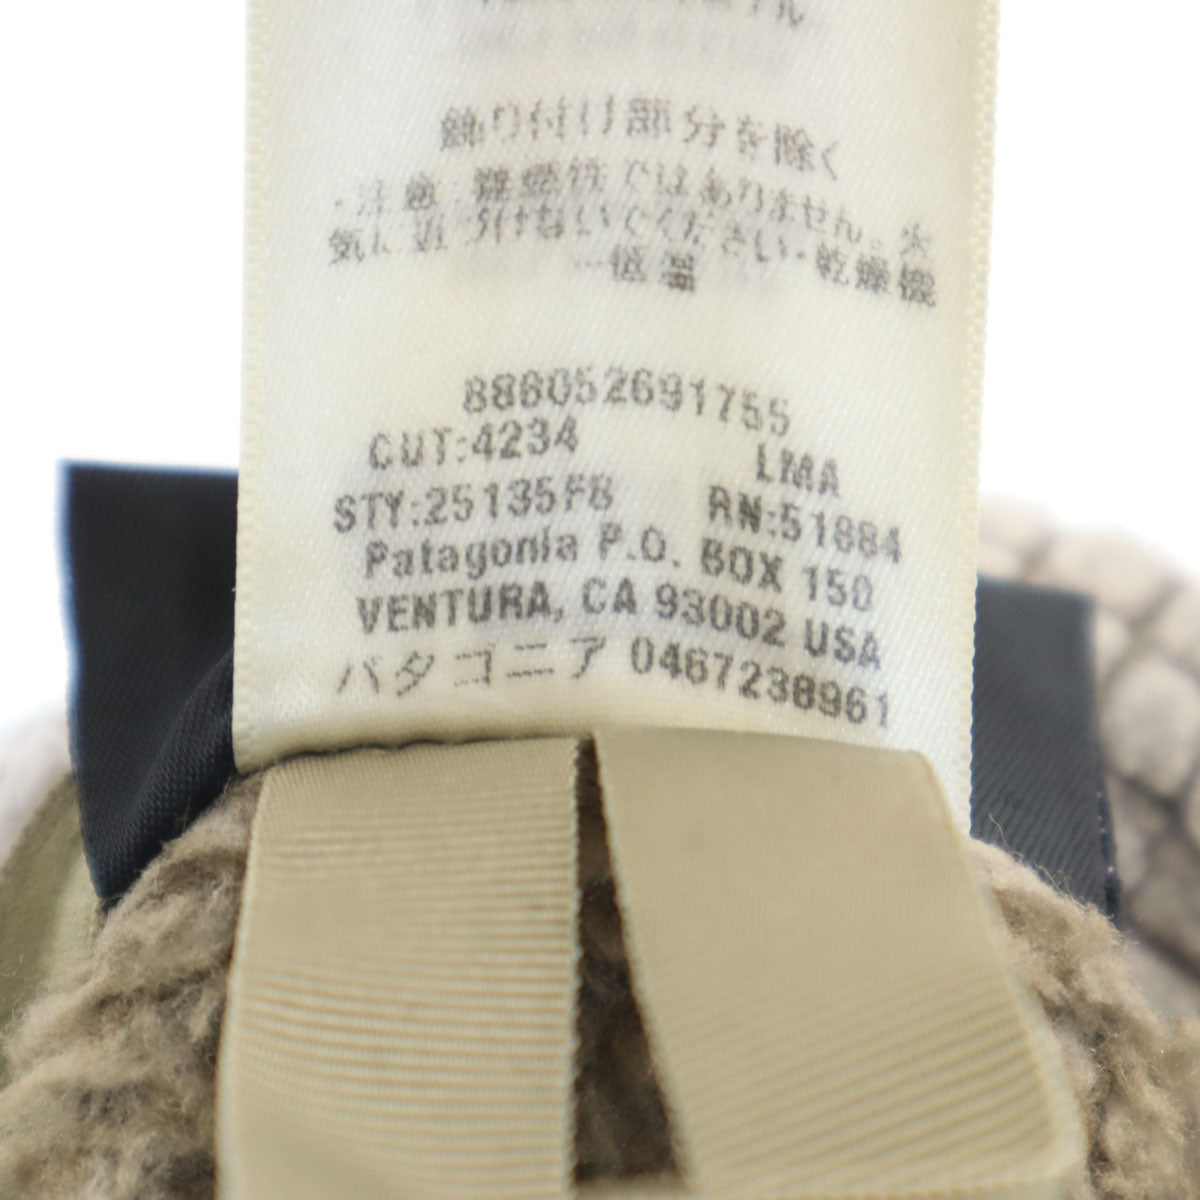 飾り付け部分を除く
・注意:難燃性ではありません。火
気に近づけないでください・乾燥機
一低温
888052691755
CUT:4234 LMA
STY:25135F8 RN:51884
Patagonia P.O. BOX 150
VENTURA, CA 93002 USA
パタゴニア 0467238961